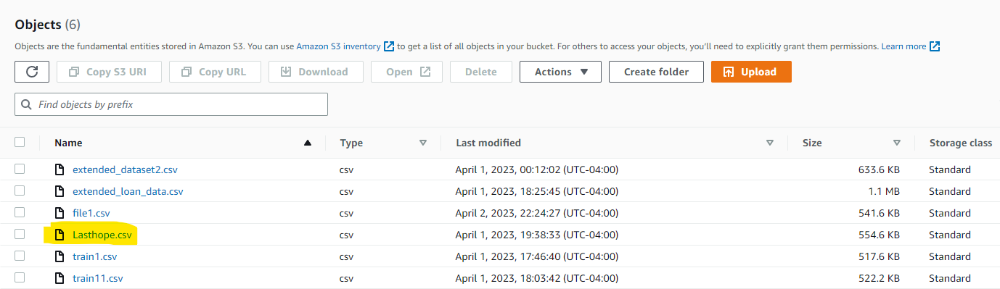 Objects (6)
Objects are the fundamental entities stored in Amazon S3. You can use Amazon S3 inventory to get a list of all objects in your bucket. For others to access your objects, you'll need to explicitly grant them permissions. Learn more
Copy S3 URI Copy URL Download Open Delete Actions Create folder Upload
Find objects by prefix
Name Type Last modified Size Storage class
extended_dataset2.csv csv April 1, 2023, 00:12:02 (UTC-04:00) 633.6 KB Standard
extended_loan_data.csv csv April 1, 2023, 18:25:45 (UTC-04:00) 1.1 MB Standard
file1.csv csv April 2, 2023, 22:24:27 (UTC-04:00) 541.6 KB Standard
Lasthope.csv csv April 1, 2023, 19:38:33 (UTC-04:00) 554.6 KB Standard
train1.csv csv April 1, 2023, 17:46:40 (UTC-04:00) 517.6 KB Standard
train11.csv csv April 1, 2023, 18:03:42 (UTC-04:00) 522.2 KB Standard